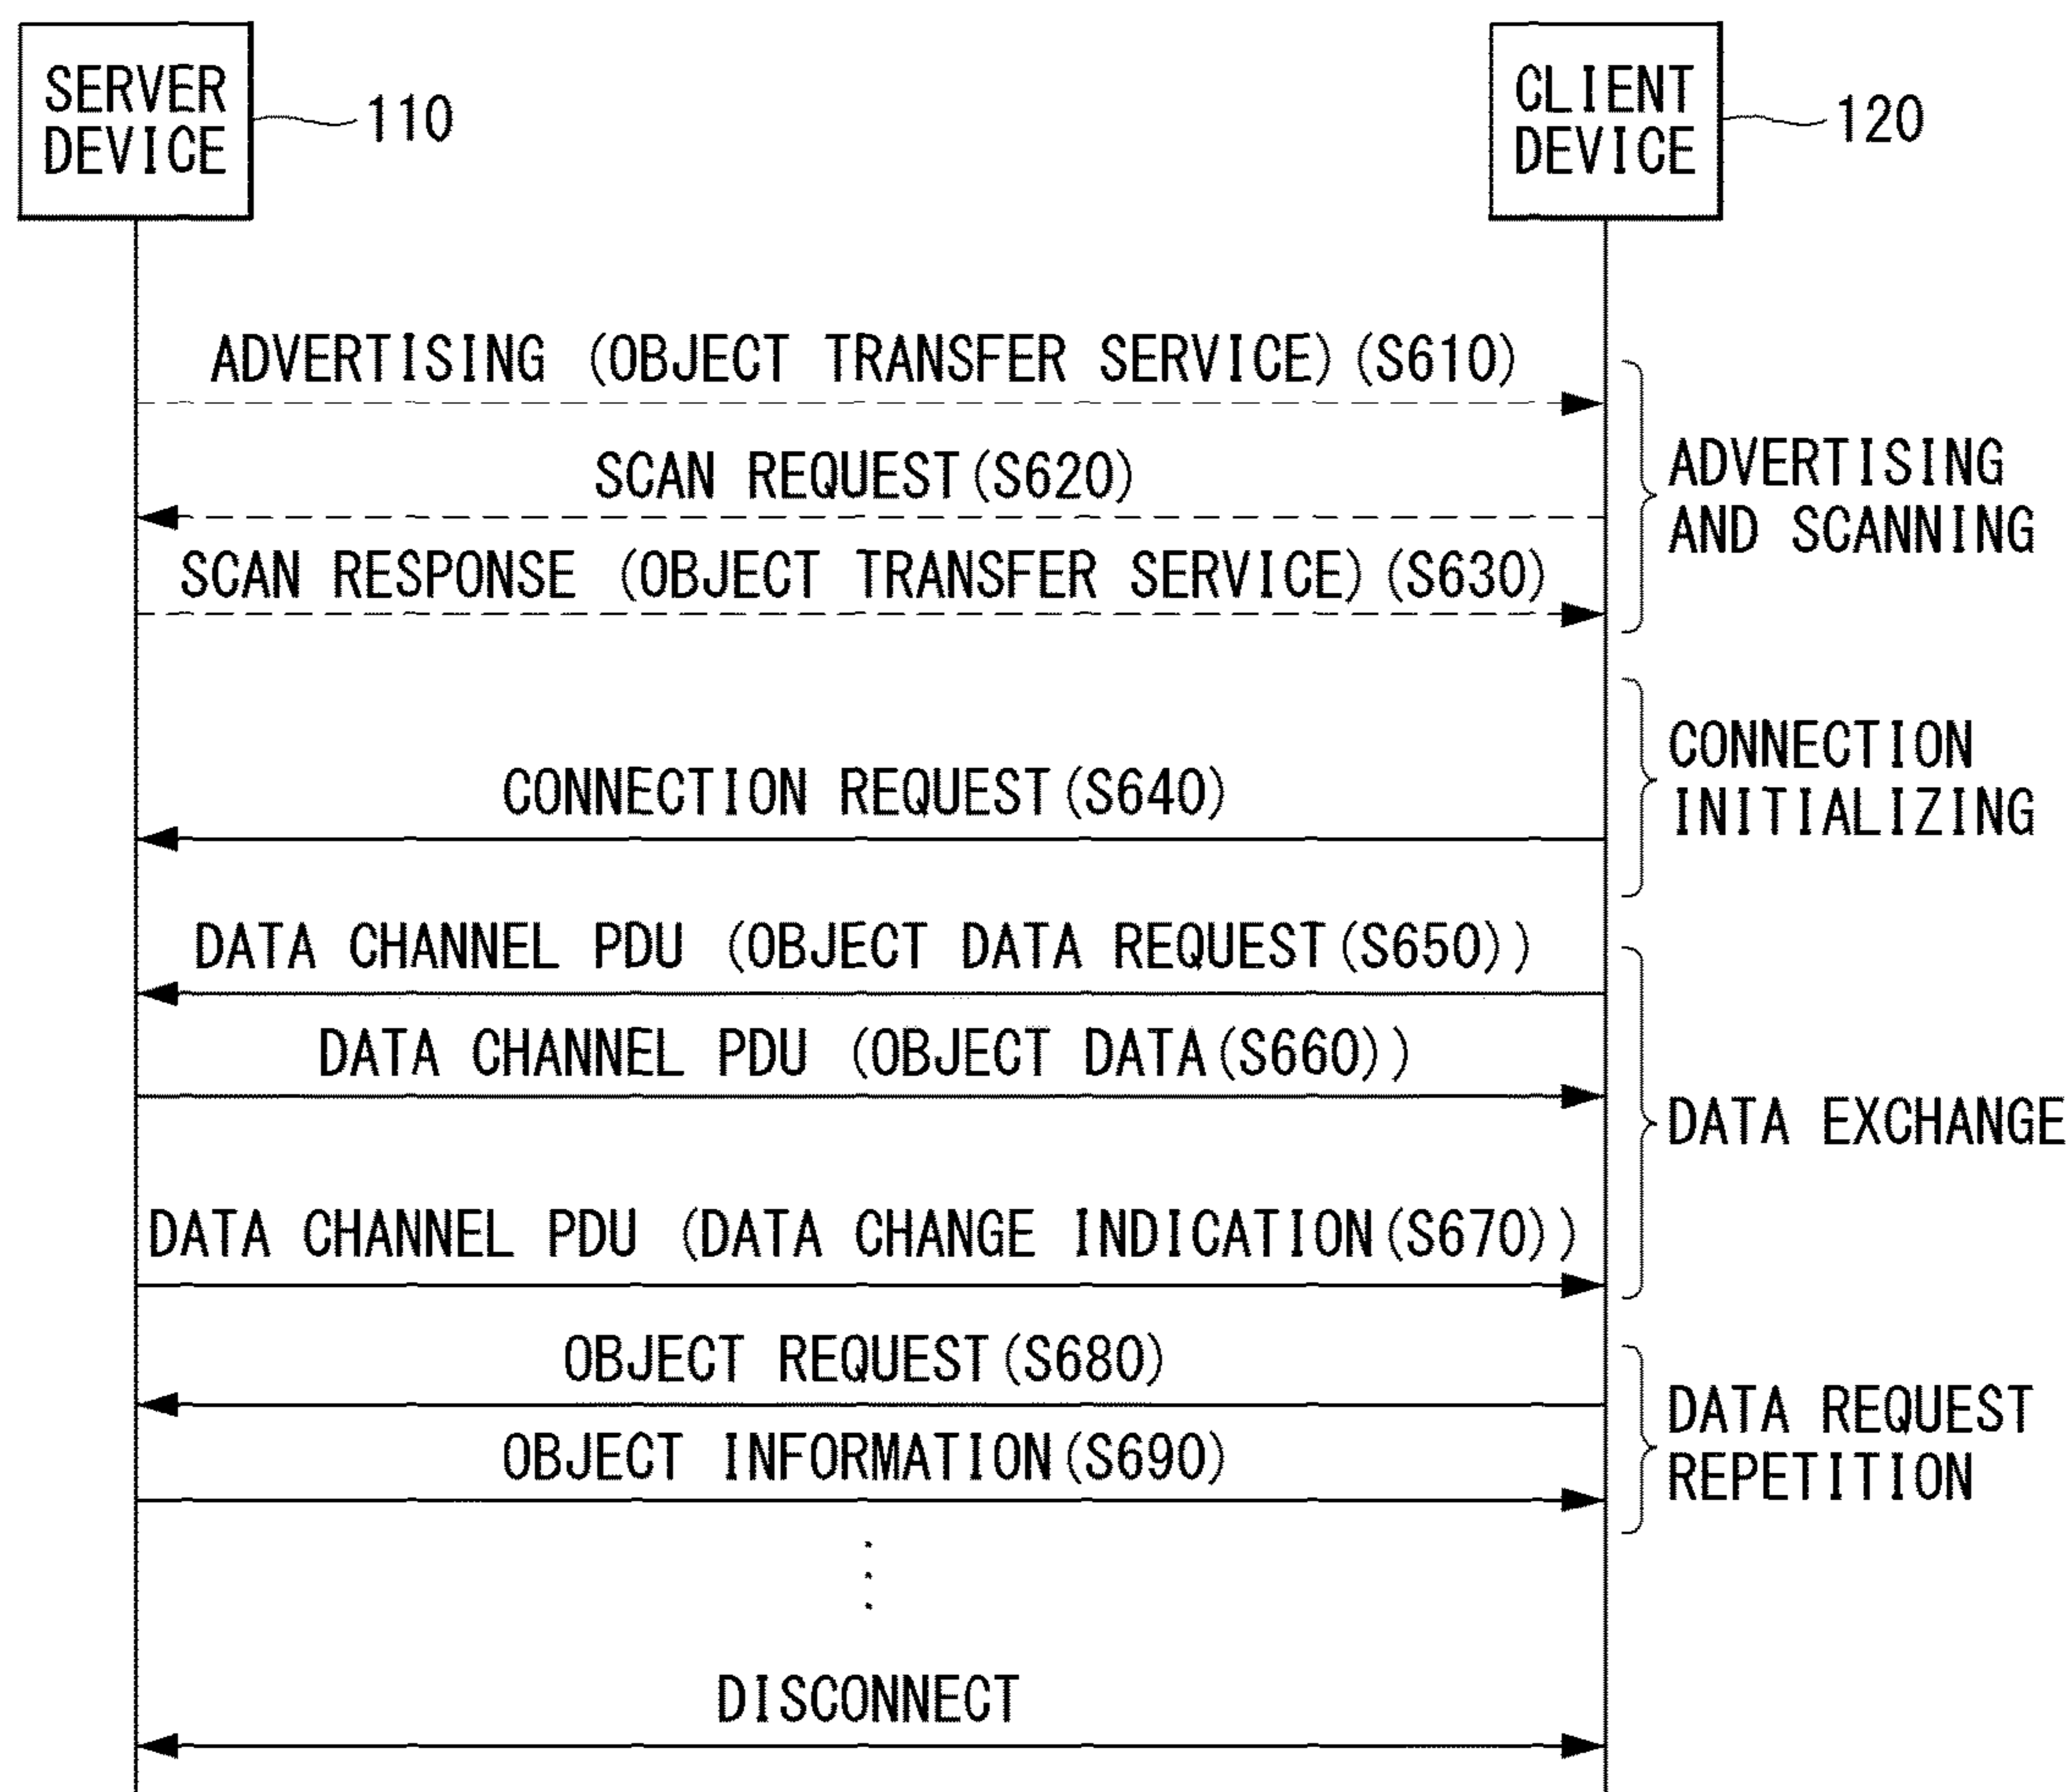 SERVER
DEVICE
110
CLIENT
DEVICE
120
ADVERTISING (OBJECT TRANSFER SERVICE)(S610)
SCAN REQUEST(S620)
SCAN RESPONSE (OBJECT TRANSFER SERVICE)(S630)
ADVERTISING
AND SCANNING
CONNECTION REQUEST(S640)
CONNECTION
INITIALIZING
DATA CHANNEL PDU (OBJECT DATA REQUEST(S650))
DATA CHANNEL PDU (OBJECT DATA(S660))
DATA CHANNEL PDU (DATA CHANGE INDICATION(S670))
DATA EXCHANGE
OBJECT REQUEST(S680)
OBJECT INFORMATION(S690)
DATA REQUEST
REPETITION
DISCONNECT